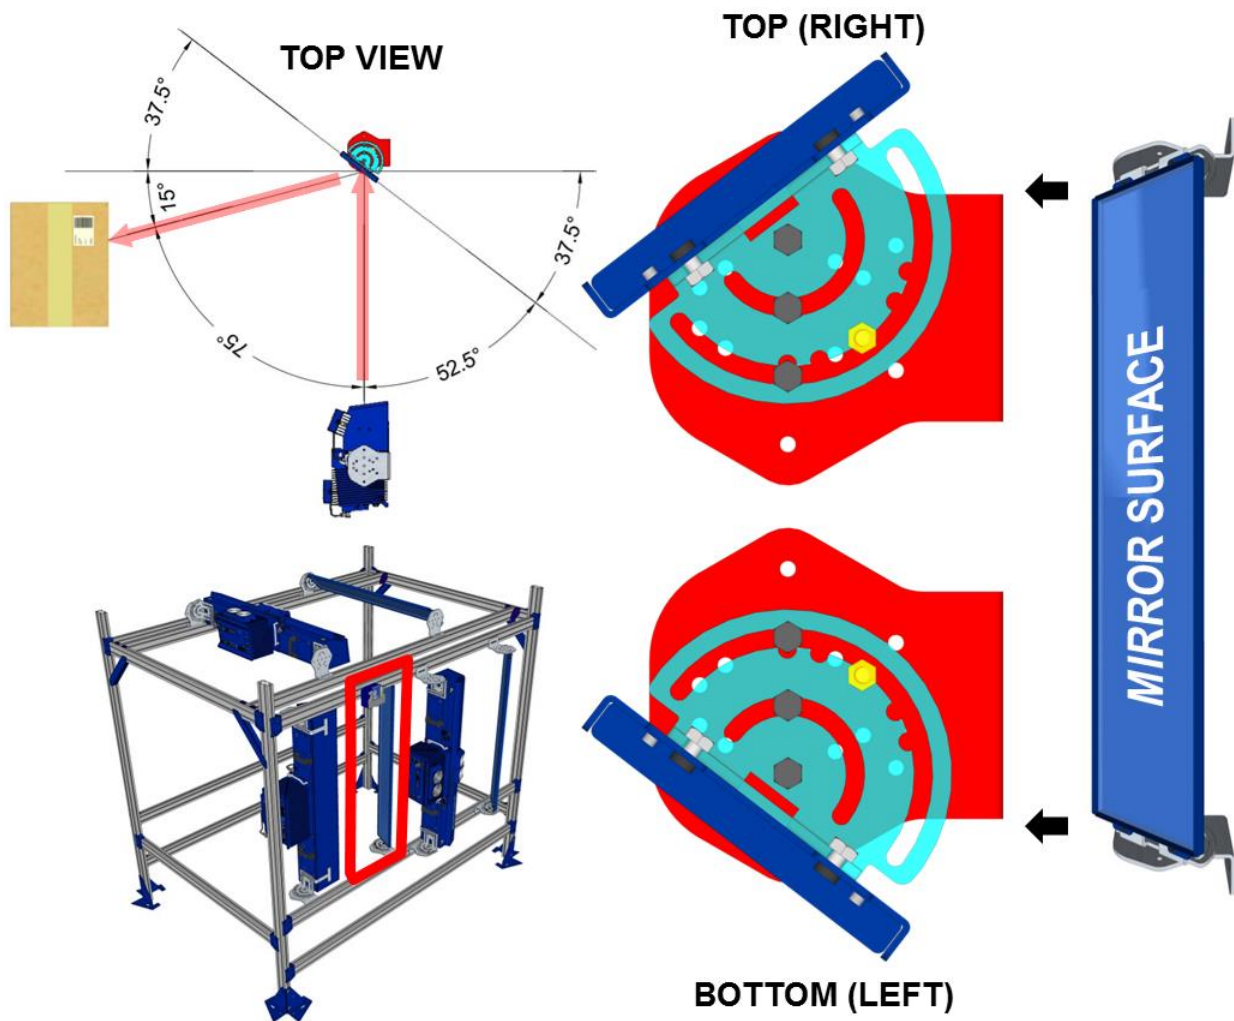 TOP VIEW
TOP (RIGHT)
37.5°
15°
37.5°
75°
52.5°
MIRROR SURFACE
BOTTOM (LEFT)